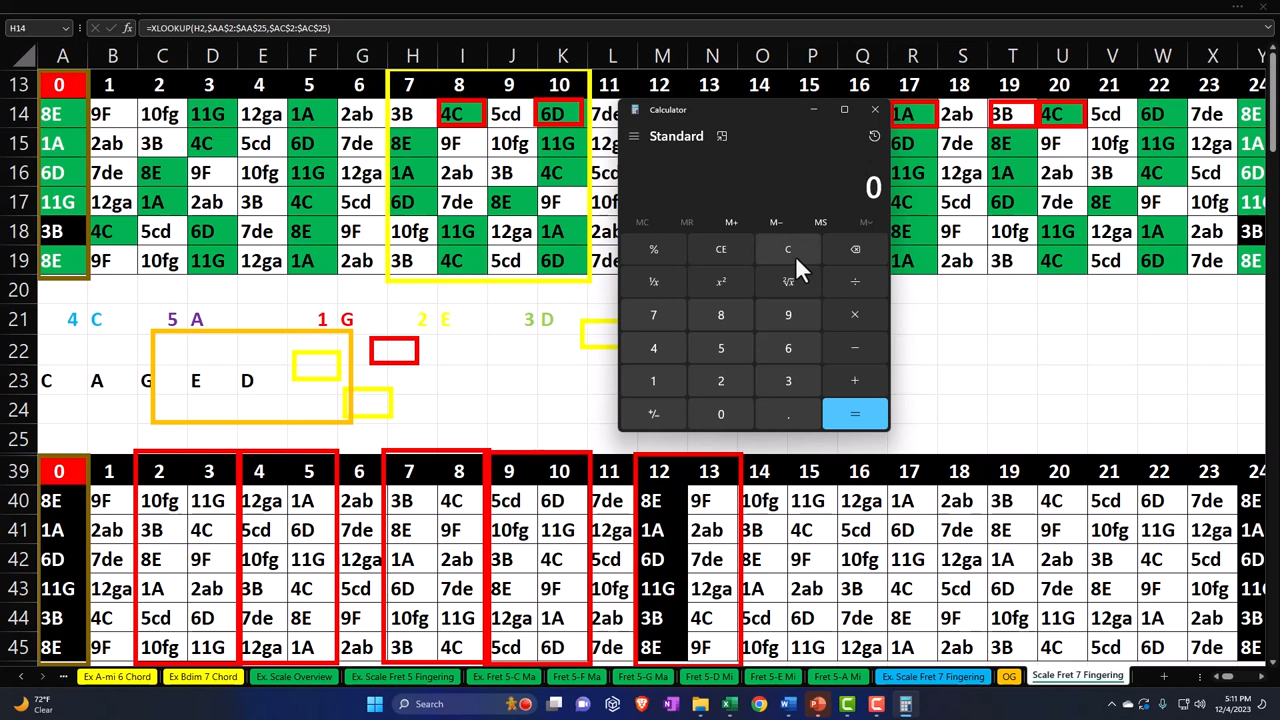 H14 =XLOOKUP(H2,$AA$2:$AA$25,$AC$2:$AC$25)
A B C D E F G H I J K L M N O P Q R S T U V W X Y
13 0 1 2 3 4 5 6 7 8 9 10 11 12 13 14 15 16 17 18 19 20 21 22 23 24
14 8E 9F 10fg 11G 12ga 1A 2ab 3B 4C 5cd 6D 7de 1A 2ab 3B 4C 5cd 6D 7de 8E
15 1A 2ab 3B 4C 5cd 6D 7de 8E 9F 10fg 11G 12ga 6D 7de 8E 9F 10fg 11G 12ga 1A
16 6D 7de 8E 9F 10fg 11G 12ga 1A 2ab 3B 4C 5cd 11G 12ga 1A 2ab 3B 4C 5cd 6D
17 11G 12ga 1A 2ab 3B 4C 5cd 6D 7de 8E 9F 10fg 4C 5cd 6D 7de 8E 9F 10fg 11G
18 3B 4C 5cd 6D 7de 8E 9F 10fg 11G 12ga 1A 2ab 8E 9F 10fg 11G 12ga 1A 2ab 3B
19 8E 9F 10fg 11G 12ga 1A 2ab 3B 4C 5cd 6D 7de 1A 2ab 3B 4C 5cd 6D 7de 8E
20
21 4 C 5 A 1 G 2 E 3 D
22
23 C A G E D
24
25
Calculator
Standard
0
MC MR M+ M− MS M
% CE C
¹/x x² ²√x ÷
7 8 9 ×
4 5 6 −
1 2 3 +
+/− 0 . =
39 0 1 2 3 4 5 6 7 8 9 10 11 12 13 14 15 16 17 18 19 20 21 22 23 24
40 8E 9F 10fg 11G 12ga 1A 2ab 3B 4C 5cd 6D 7de 8E 9F 10fg 11G 12ga 1A 2ab 3B 4C 5cd 6D 7de 8E
41 1A 2ab 3B 4C 5cd 6D 7de 8E 9F 10fg 11G 12ga 1A 2ab 3B 4C 5cd 6D 7de 8E 9F 10fg 11G 12ga 1A
42 6D 7de 8E 9F 10fg 11G 12ga 1A 2ab 3B 4C 5cd 6D 7de 8E 9F 10fg 11G 12ga 1A 2ab 3B 4C 5cd 6D
43 11G 12ga 1A 2ab 3B 4C 5cd 6D 7de 8E 9F 10fg 11G 12ga 1A 2ab 3B 4C 5cd 6D 7de 8E 9F 10fg 11G
44 3B 4C 5cd 6D 7de 8E 9F 10fg 11G 12ga 1A 2ab 3B 4C 5cd 6D 7de 8E 9F 10fg 11G 12ga 1A 2ab 3B
45 8E 9F 10fg 11G 12ga 1A 2ab 3B 4C 5cd 6D 7de 8E 9F 10fg 11G 12ga 1A 2ab 3B 4C 5cd 6D 7de 8E
Ex A-mi 6 Chord Ex Bdim 7 Chord Ex. Scale Overview Scale Fret 5 Fingering Ex. Fret 5-C Ma Fret 5-F Ma Fret 5-G Ma Fret 5-D Mi Fret 5-E Mi Fret 5-A Mi Ex. Scale Fret 7 Fingering OG Scale Fret 7 Fingering
72°F
Clear
Search
5:11 PM
12/4/2023